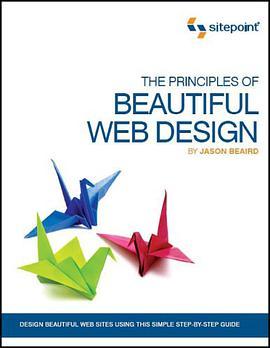 sitepoint
THE PRINCIPLES OF
BEAUTIFUL
WEB DESIGN
BY JASON BEAIRD
DESIGN BEAUTIFUL WEB SITES USING THIS SIMPLE STEP-BY-STEP GUIDE